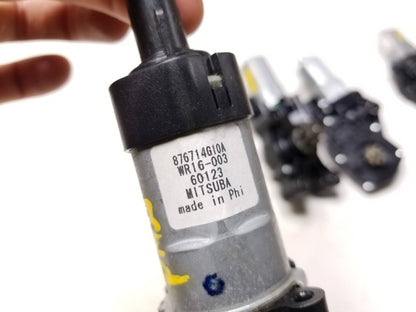 876714G10A
WR16-003
60123
MITSUBA
made in Phi